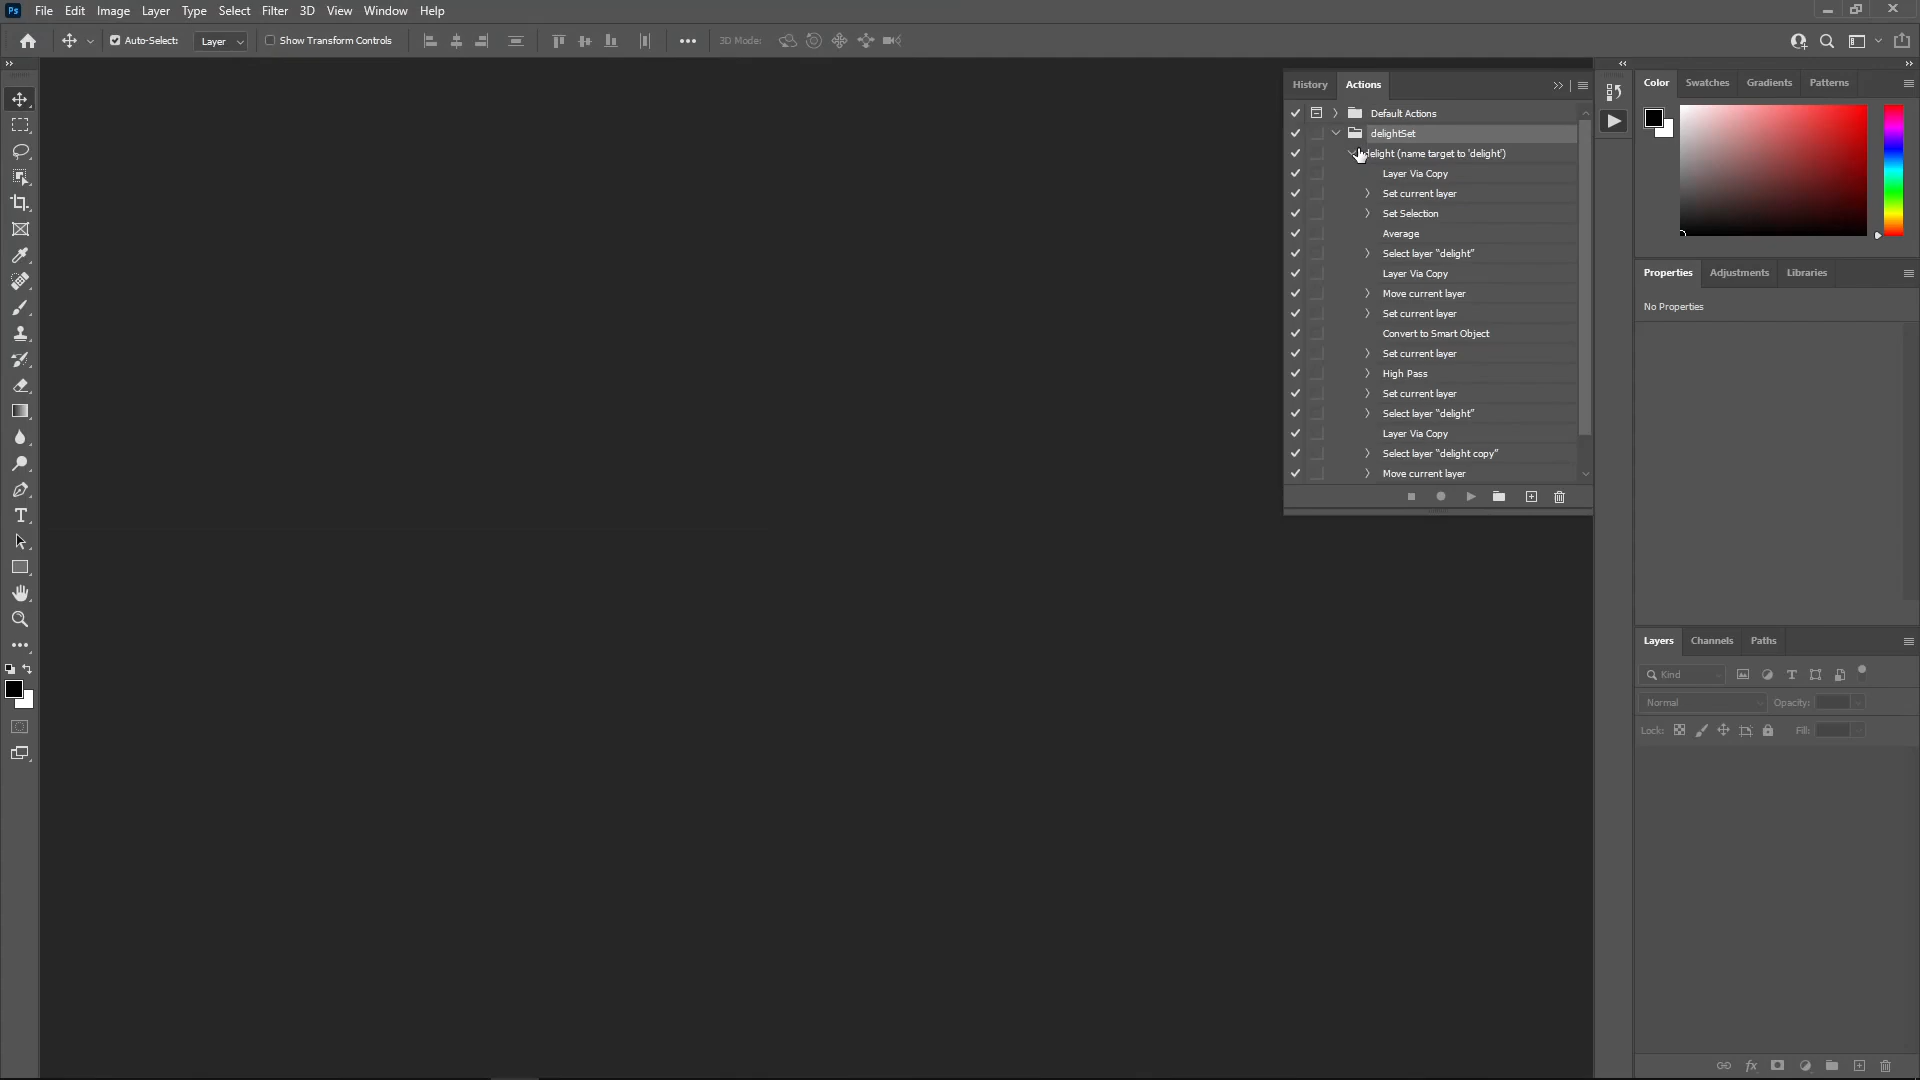 Ps File Edit Image Layer Type Select Filter 3D View Window Help
Auto-Select: Layer Show Transform Controls 3D Mode:
History Actions
Default Actions
delightSet
delight (name target to 'delight')
Layer Via Copy
Set current layer
Set Selection
Average
Select layer “delight”
Layer Via Copy
Move current layer
Set current layer
Convert to Smart Object
Set current layer
High Pass
Set current layer
Select layer “delight”
Layer Via Copy
Select layer “delight copy”
Move current layer
Color Swatches Gradients Patterns
Properties Adjustments Libraries
No Properties
Layers Channels Paths
Kind
Normal Opacity:
Lock: Fill:
fx